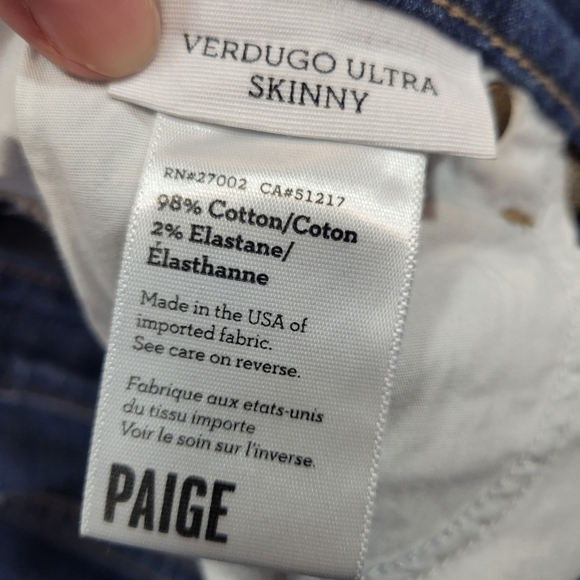 VERDUGO ULTRA
SKINNY
RN#27002 CA#51217
98% Cotton/Coton
2% Elastane/
Élasthanne
Made in the USA of
imported fabric.
See care on reverse.
Fabrique aux etats-unis
du tissu importe
Voir le soin sur l'inverse.
PAIGE